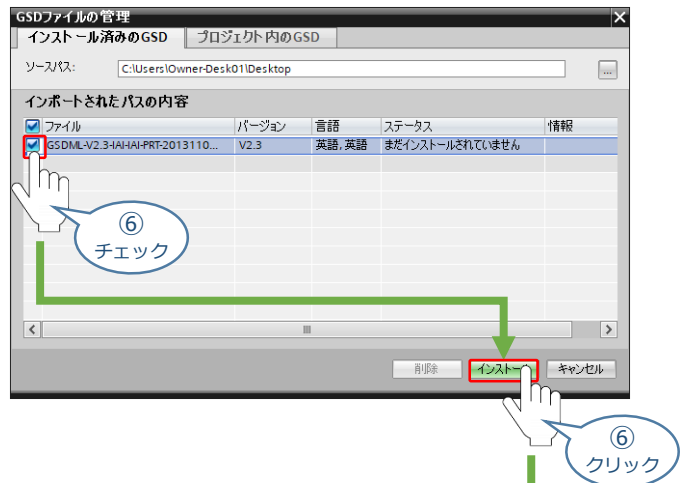 GSDファイルの管理
インストール済みのGSD
プロジェクト内のGSD
ソースパス:
C:\Users\Owner-Desk01\Desktop
...
インポートされたパスの内容
ファイル バージョン 言語 ステータス 情報
GSDML-V2.3-IAI-IAI-PRT-2013110... V2.3 英語, 英語 まだインストールされていません
⑥
チェック
削除 インストール キャンセル
⑥
クリック